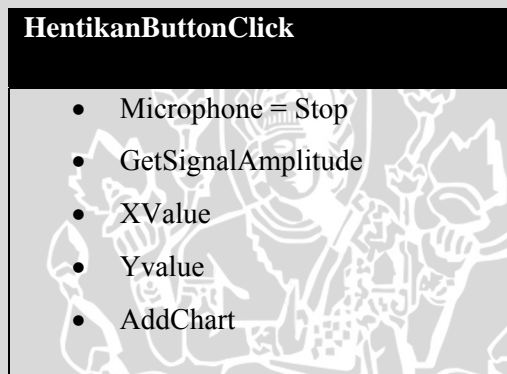 HentikanButtonClick
• Microphone = Stop
• GetSignalAmplitude
• XValue
• Yvalue
• AddChart